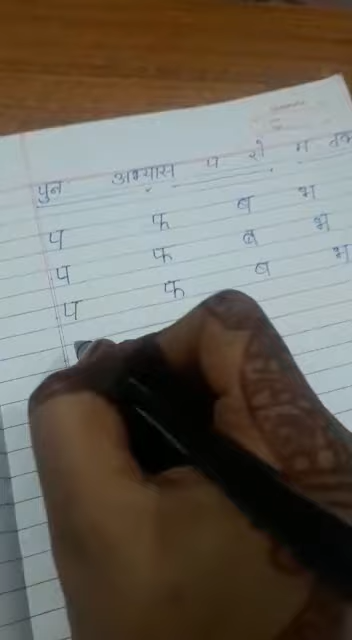 पुन अभ्यास प से म तक
प फ ब भ
प फ ब भ
प फ ब भ